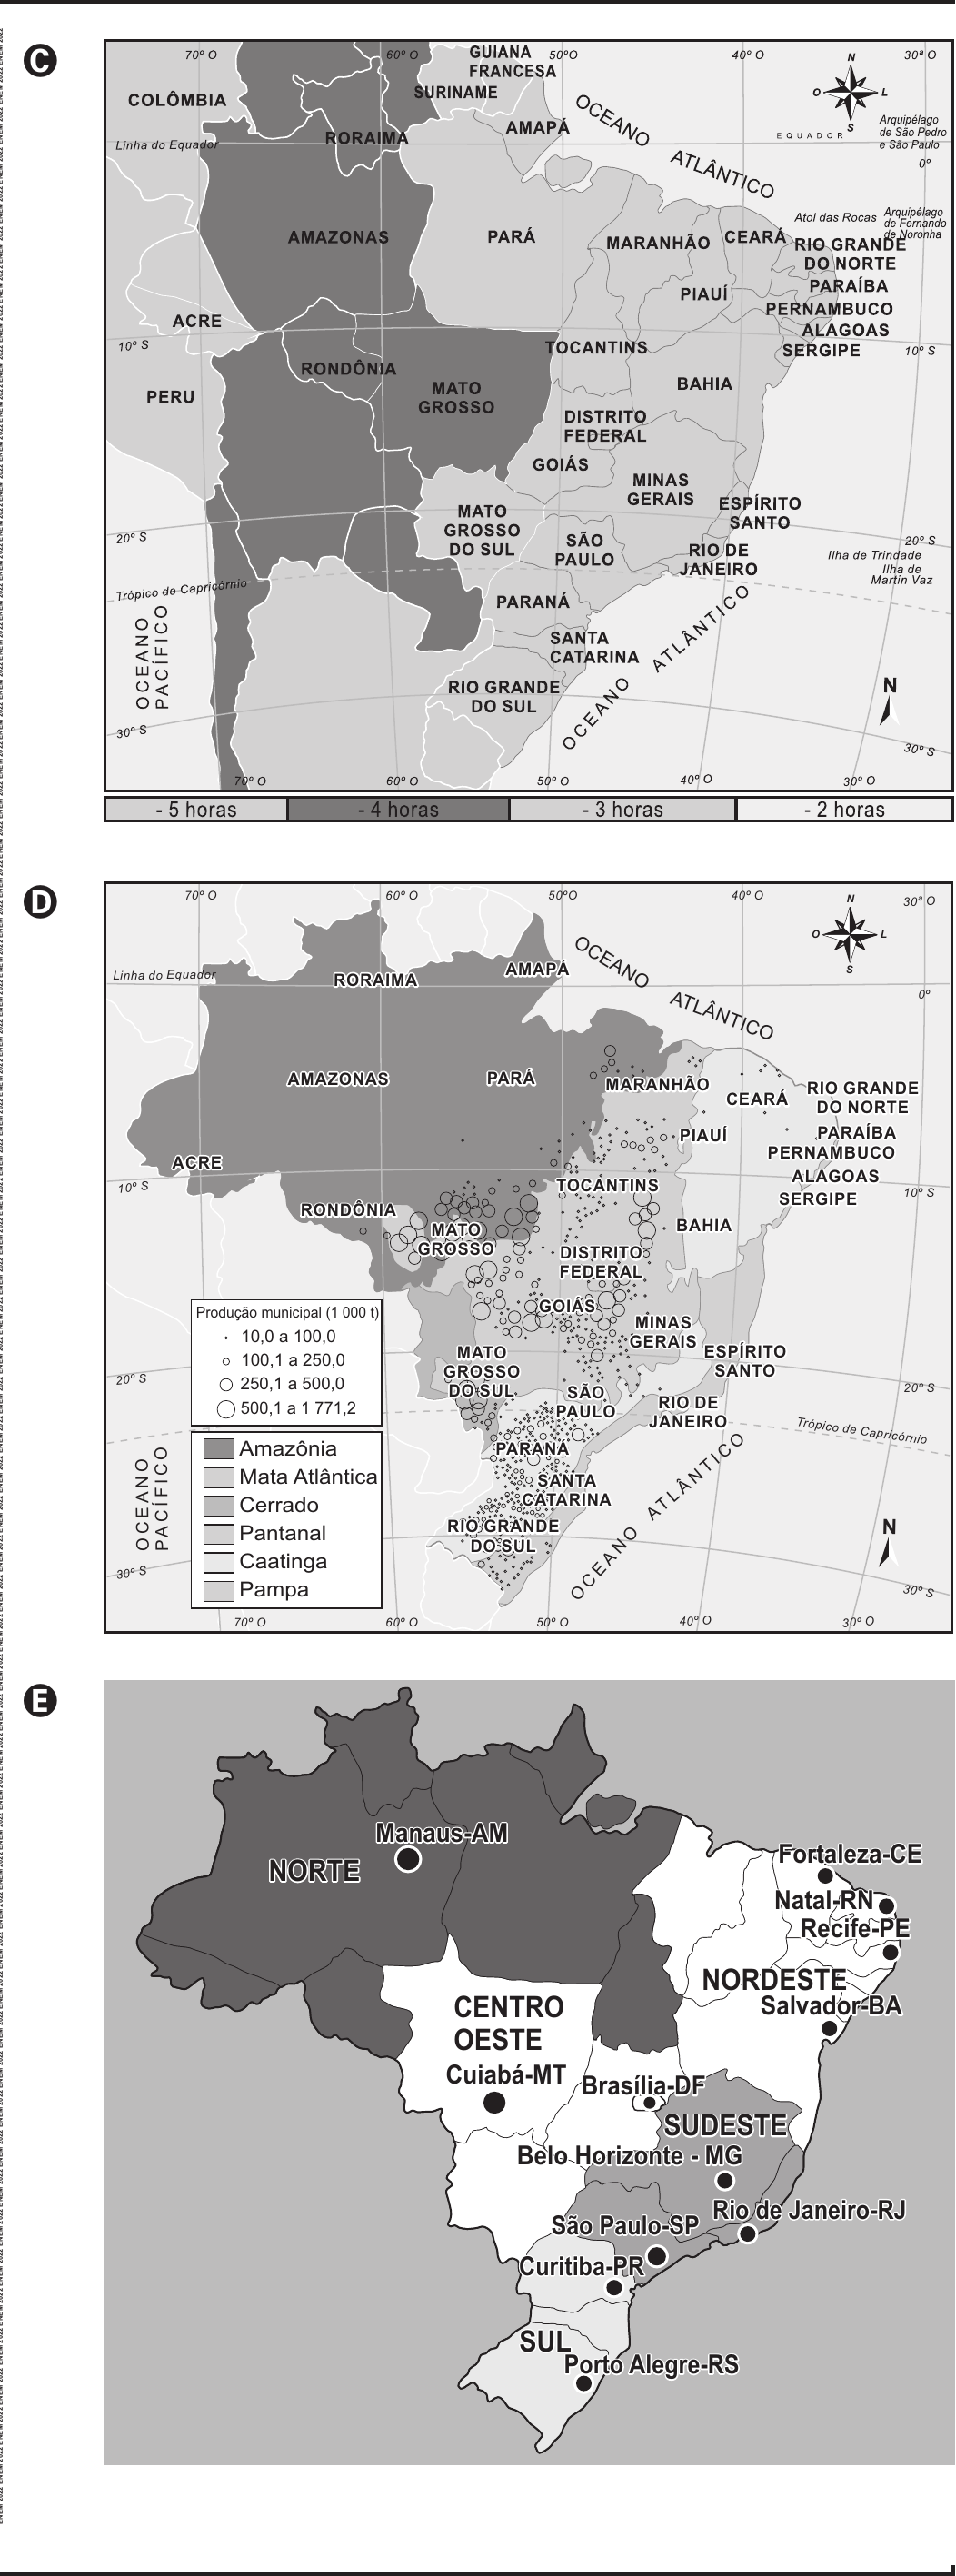 C
70º O
60º O
50º O
40º O
30º O
GUIANA
FRANCESA
SURINAME
COLÔMBIA
RORAIMA
AMAPÁ
OCEANO
ATLÂNTICO
N
O
L
S
EQUADOR
Arquipélago
de São Pedro
e São Paulo
Linha do Equador
0º
Atol das Rocas
Arquipélago
de Fernando
de Noronha
AMAZONAS
PARÁ
MARANHÃO
CEARÁ
RIO GRANDE
DO NORTE
PARAÍBA
PIAUÍ
PERNAMBUCO
ALAGOAS
SERGIPE
ACRE
10º S
10º S
TOCANTINS
RONDÔNIA
MATO
GROSSO
BAHIA
PERU
DISTRITO
FEDERAL
GOIÁS
MINAS
GERAIS
ESPÍRITO
SANTO
MATO
GROSSO
DO SUL
SÃO
PAULO
RIO DE
JANEIRO
20º S
20º S
Ilha de Trindade
Ilha de
Martin Vaz
Trópico de Capricórnio
PARANÁ
OCEANO
PACÍFICO
SANTA
CATARINA
OCEANO ATLÂNTICO
RIO GRANDE
DO SUL
N
30º S
30º S
70º O
60º O
50º O
40º O
30º O
- 5 horas
- 4 horas
- 3 horas
- 2 horas
D
70º O
60º O
50º O
40º O
30º O
N
O
L
S
Linha do Equador
RORAIMA
AMAPÁ
OCEANO
ATLÂNTICO
0º
AMAZONAS
PARÁ
MARANHÃO
CEARÁ
RIO GRANDE
DO NORTE
PIAUÍ
PARAÍBA
PERNAMBUCO
ALAGOAS
SERGIPE
ACRE
10º S
10º S
TOCANTINS
RONDÔNIA
MATO
GROSSO
BAHIA
DISTRITO
FEDERAL
GOIÁS
MINAS
GERAIS
ESPÍRITO
SANTO
Produção municipal (1 000 t)
10,0 a 100,0
100,1 a 250,0
250,1 a 500,0
500,1 a 1 771,2
MATO
GROSSO
DO SUL
SÃO
PAULO
RIO DE
JANEIRO
20º S
20º S
Trópico de Capricórnio
Amazônia
Mata Atlântica
Cerrado
Pantanal
Caatinga
Pampa
PARANÁ
SANTA
CATARINA
RIO GRANDE
DO SUL
OCEANO
PACÍFICO
OCEANO ATLÂNTICO
N
30º S
30º S
70º O
60º O
50º O
40º O
30º O
E
Manaus-AM
NORTE
Fortaleza-CE
Natal-RN
Recife-PE
NORDESTE
Salvador-BA
CENTRO
OESTE
Cuiabá-MT
Brasília-DF
SUDESTE
Belo Horizonte - MG
Rio de Janeiro-RJ
São Paulo-SP
Curitiba-PR
SUL
Porto Alegre-RS